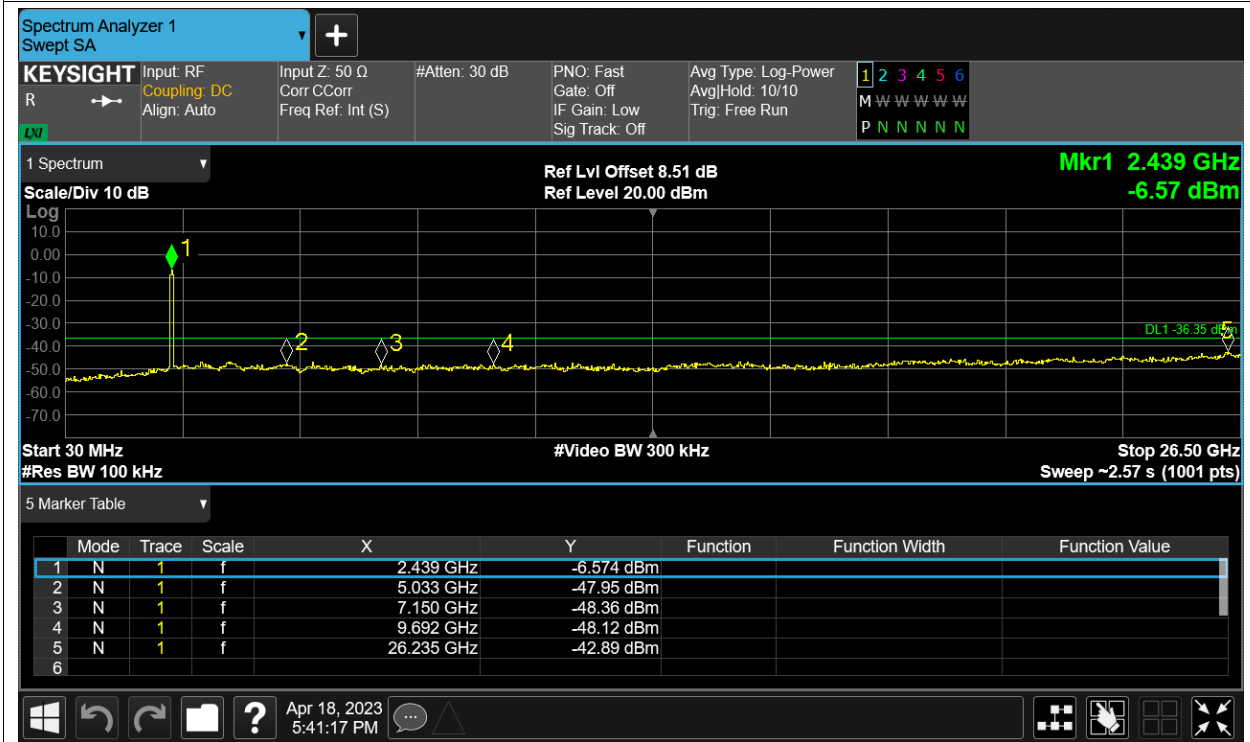 Spectrum Analyzer 1
Swept SA
+
KEYSIGHT
R
LXI
Input: RF
Coupling: DC
Align: Auto
Input Z: 50 Ω
Corr CCorr
Freq Ref: Int (S)
#Atten: 30 dB
PNO: Fast
Gate: Off
IF Gain: Low
Sig Track: Off
Avg Type: Log-Power
Avg|Hold: 10/10
Trig: Free Run
1 2 3 4 5 6
M W W W W W
P N N N N N
1 Spectrum
Scale/Div 10 dB
Ref Lvl Offset 8.51 dB
Ref Level 20.00 dBm
Mkr1 2.439 GHz
-6.57 dBm
Log
10.0
0.00
-10.0
-20.0
-30.0
-40.0
-50.0
-60.0
-70.0
1
2
3
4
5
DL1 -36.35 dBm
Start 30 MHz
#Video BW 300 kHz
Stop 26.50 GHz
#Res BW 100 kHz
Sweep ~2.57 s (1001 pts)
5 Marker Table
Mode Trace Scale X Y Function Function Width Function Value
1 N 1 f 2.439 GHz -6.574 dBm
2 N 1 f 5.033 GHz -47.95 dBm
3 N 1 f 7.150 GHz -48.36 dBm
4 N 1 f 9.692 GHz -48.12 dBm
5 N 1 f 26.235 GHz -42.89 dBm
6
?
Apr 18, 2023
5:41:17 PM